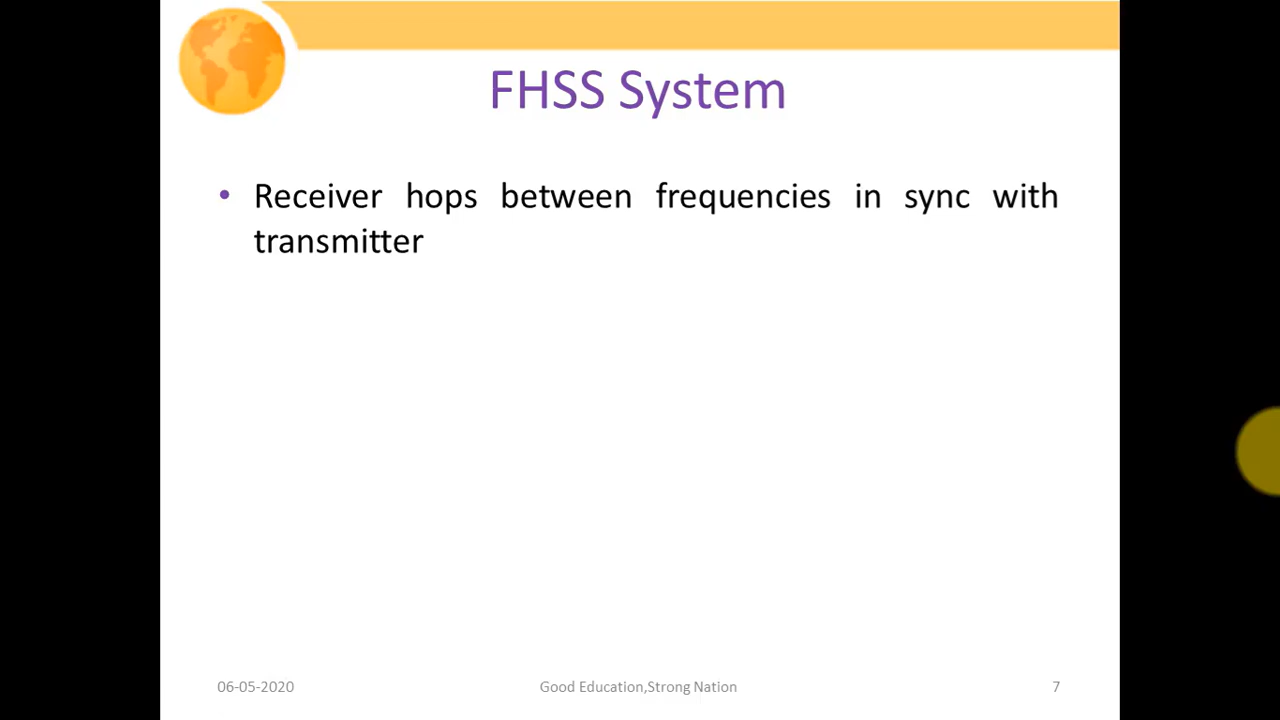 FHSS System
• Receiver hops between frequencies in sync with
transmitter
06-05-2020
Good Education,Strong Nation
7